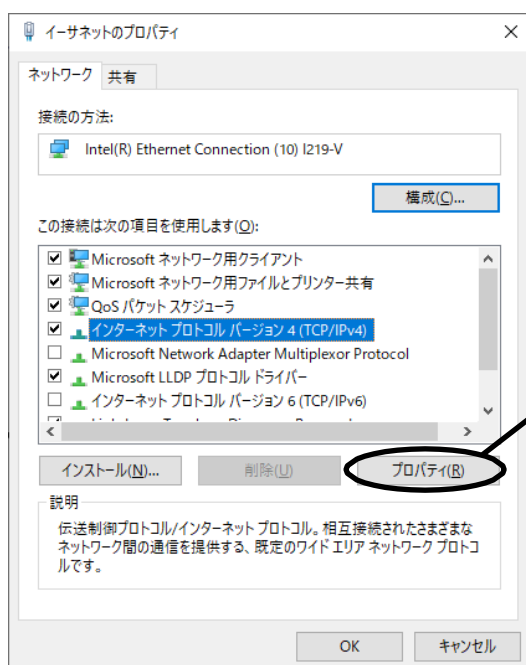 イーサネットのプロパティ
ネットワーク 共有
接続の方法:
Intel(R) Ethernet Connection (10) I219-V
構成(C)...
この接続は次の項目を使用します(O):
Microsoft ネットワーク用クライアント
Microsoft ネットワーク用ファイルとプリンター共有
QoS パケット スケジューラ
インターネット プロトコル バージョン 4 (TCP/IPv4)
Microsoft Network Adapter Multiplexor Protocol
Microsoft LLDP プロトコル ドライバー
インターネット プロトコル バージョン 6 (TCP/IPv6)
インストール(N)... 削除(U) プロパティ(R)
説明
伝送制御プロトコル/インターネット プロトコル。相互接続されたさまざまな
ネットワーク間の通信を提供する、既定のワイド エリア ネットワーク プロトコ
ルです。
OK キャンセル